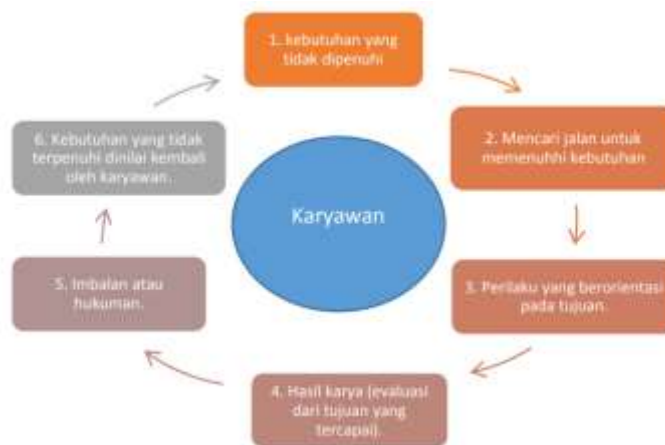 1. kebutuhan yang
tidak dipenuhi
2. Mencari jalan untuk
memenuhhi kebutuhan
3. Perilaku yang berorientasi
pada tujuan.
4. Hasil karya (evaluasi
dari tujuan yang
tercapai).
5. Imbalan atau
hukuman.
6. Kebutuhan yang tidak
terpenuhi dinilai kembali
oleh karyawan.
Karyawan